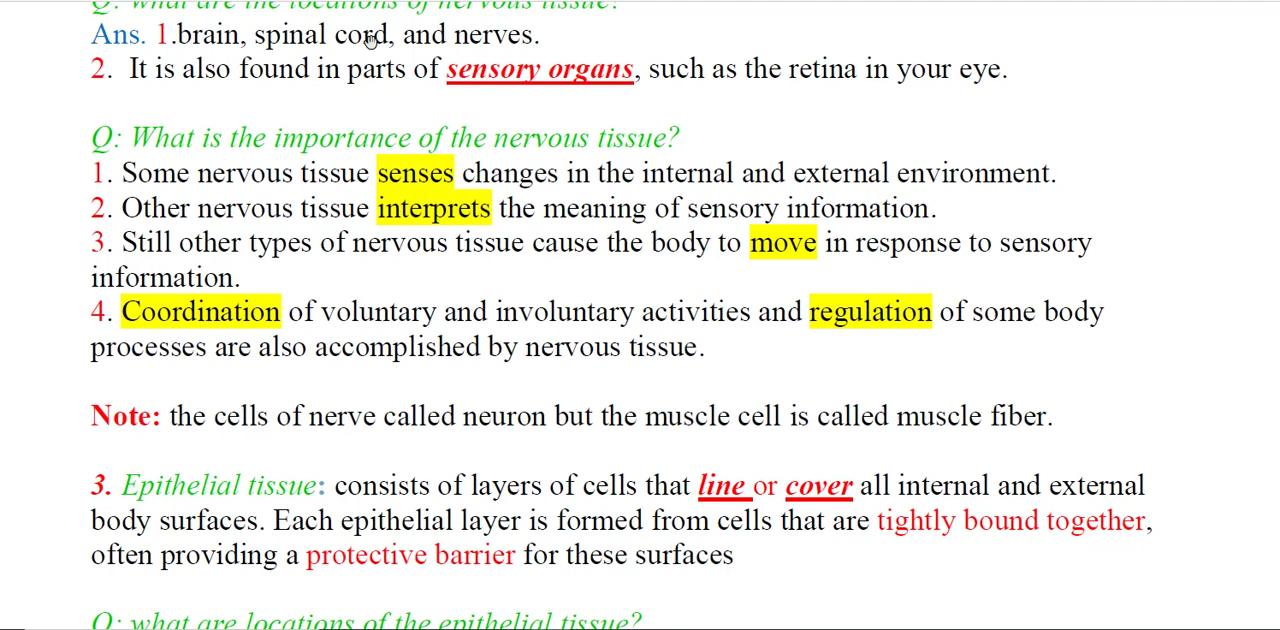 Q: what are the locations of nervous tissue?
Ans. 1.brain, spinal cord, and nerves.
2. It is also found in parts of sensory organs, such as the retina in your eye.
Q: What is the importance of the nervous tissue?
1. Some nervous tissue senses changes in the internal and external environment.
2. Other nervous tissue interprets the meaning of sensory information.
3. Still other types of nervous tissue cause the body to move in response to sensory
information.
4. Coordination of voluntary and involuntary activities and regulation of some body
processes are also accomplished by nervous tissue.
Note: the cells of nerve called neuron but the muscle cell is called muscle fiber.
3. Epithelial tissue: consists of layers of cells that line or cover all internal and external
body surfaces. Each epithelial layer is formed from cells that are tightly bound together,
often providing a protective barrier for these surfaces
Q: what are locations of the epithelial tissue?